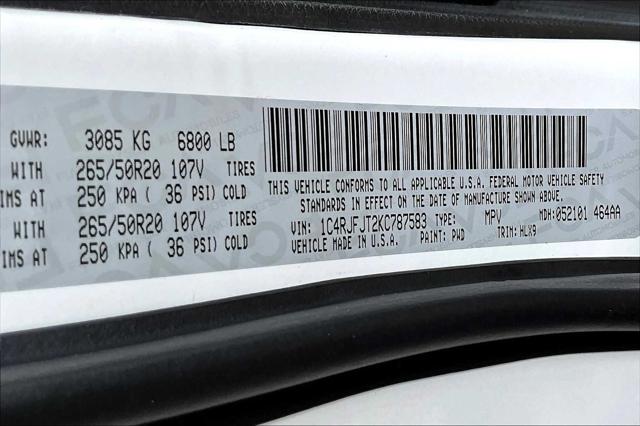 GVWR: 3085 KG 6800 LB
WITH 265/50R20 107V TIRES
IMS AT 250 KPA ( 36 PSI) COLD
WITH 265/50R20 107V TIRES
IMS AT 250 KPA ( 36 PSI) COLD
THIS VEHICLE CONFORMS TO ALL APPLICABLE U.S.A. FEDERAL MOTOR VEHICLE SAFETY
STANDARDS IN EFFECT ON THE DATE OF MANUFACTURE SHOWN ABOVE.
VIN: 1C4RJFJT2KC787583 TYPE: MPV MDH:052101 464AA
VEHICLE MADE IN U.S.A. PAINT: PWD TRIM: HLX9